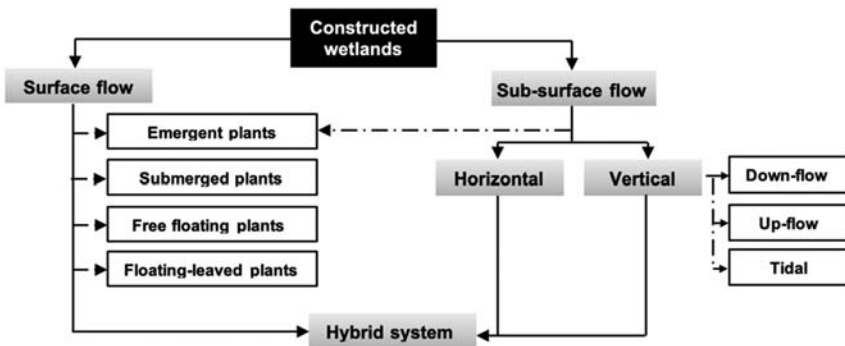 Constructed
wetlands
Surface flow
Sub-surface flow
Emergent plants
Submerged plants
Horizontal
Vertical
Down-flow
Free floating plants
Up-flow
Floating-leaved plants
Tidal
Hybrid system